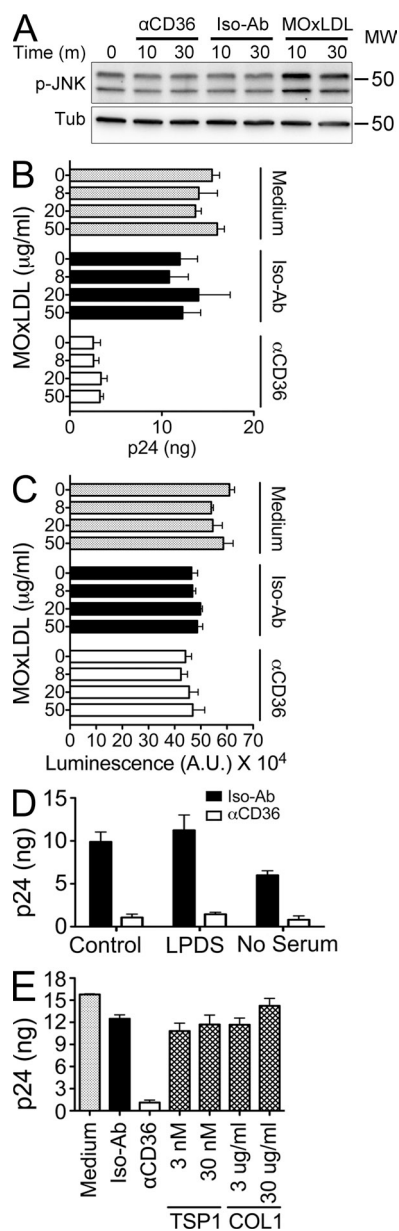 A
αCD36 Iso-Ab MOxLDL MW
Time (m) 0 10 30 10 30 10 30
p-JNK 50
Tub 50
B
MOxLDL (µg/ml)
0
8
20
50
Medium
0
8
20
50
Iso-Ab
0
8
20
50
αCD36
0 10 20
p24 (ng)
C
MOxLDL (µg/ml)
0
8
20
50
Medium
0
8
20
50
Iso-Ab
0
8
20
50
αCD36
0 10 20 30 40 50 60 70
Luminescence (A.U.) X 10⁴
D
p24 (ng)
15
10
5
0
Iso-Ab
αCD36
Control LPDS No Serum
E
p24 (ng)
18
15
12
9
6
3
0
Medium
Iso-Ab
αCD36
3 nM
30 nM
3 ug/ml
30 ug/ml
TSP1 COL1